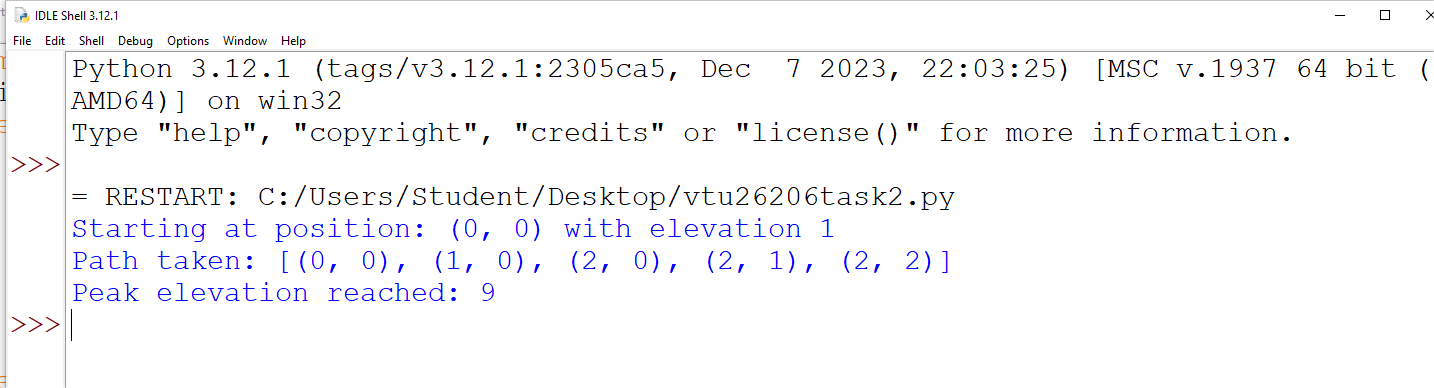 IDLE Shell 3.12.1
File Edit Shell Debug Options Window Help
Python 3.12.1 (tags/v3.12.1:2305ca5, Dec  7 2023, 22:03:25) [MSC v.1937 64 bit (
AMD64)] on win32
Type "help", "copyright", "credits" or "license()" for more information.
>>>
= RESTART: C:/Users/Student/Desktop/vtu26206task2.py
Starting at position: (0, 0) with elevation 1
Path taken: [(0, 0), (1, 0), (2, 0), (2, 1), (2, 2)]
Peak elevation reached: 9
>>>